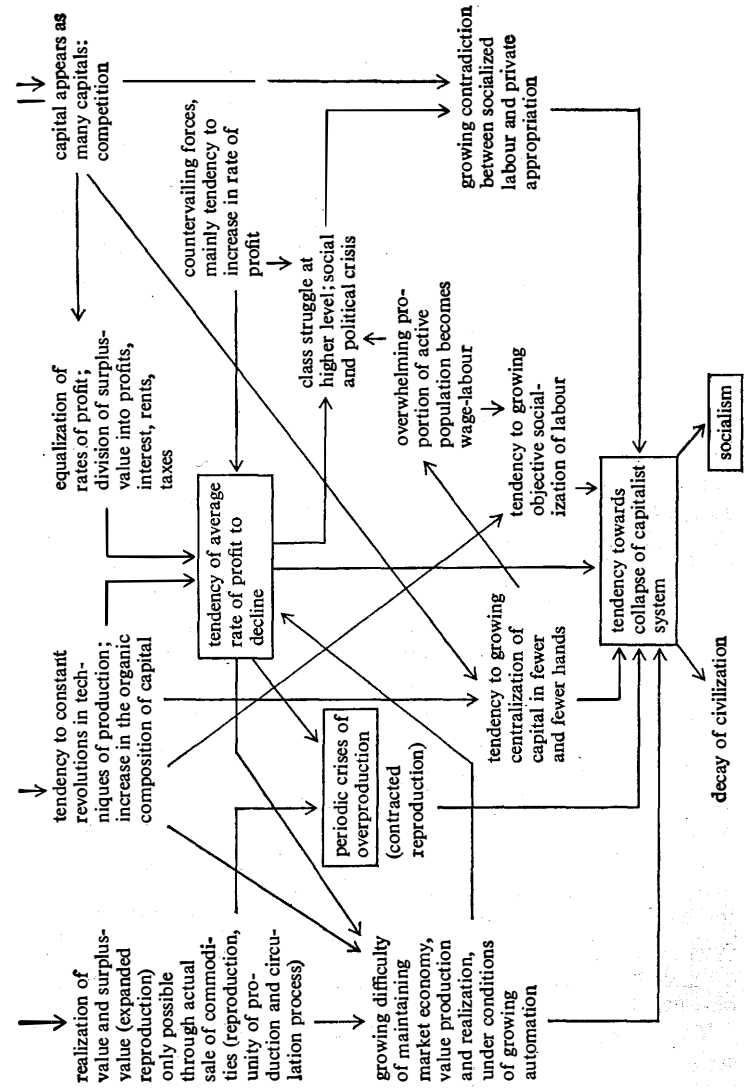 realization of
value and surplus-
value (expanded
reproduction)
only possible
through actual
sale of commodi-
ties (reproduction,
unity of pro-
duction and circu-
lation process)
tendency to constant
revolutions in tech-
niques of production;
increase in the organic
composition of capital
equalization of
rates of profit;
division of surplus-
value into profits,
interest, rents,
taxes
capital appears as
many capitals:
competition
tendency of average
rate of profit to
decline
countervailing forces,
mainly tendency to
increase in rate of
profit
periodic crises of
overproduction
(contracted
reproduction)
class struggle at
higher level; social
and political crisis
growing difficulty
of maintaining
market economy,
value production
and realization,
under conditions
of growing
automation
overwhelming pro-
portion of active
population becomes
wage-labour
growing contradiction
between socialized
labour and private
appropriation
tendency to growing
centralization of
capital in fewer
and fewer hands
tendency to growing
objective social-
ization of labour
tendency towards
collapse of capitalist
system
decay of civilization
socialism